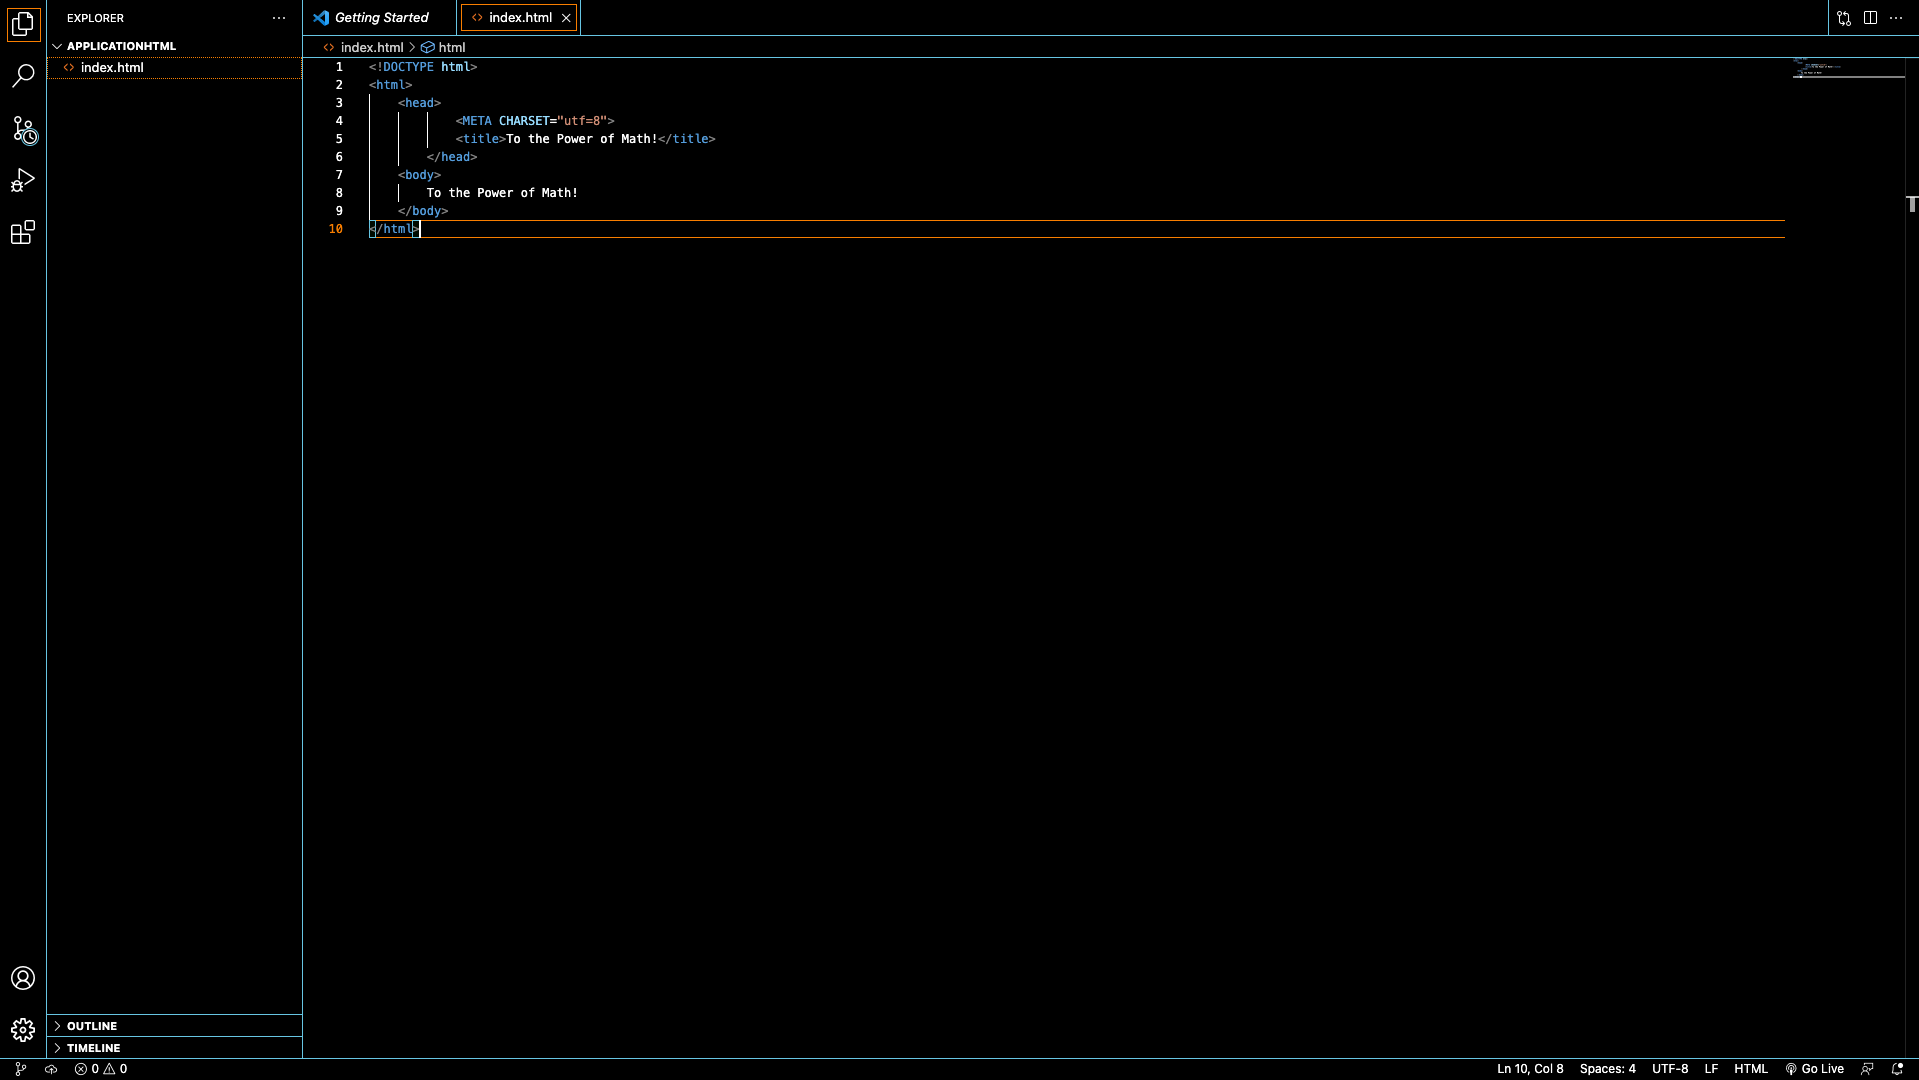 EXPLORER
APPLICATIONHTML
index.html
Getting Started
index.html
index.html > html
1 <!DOCTYPE html>
2 <html>
3 <head>
4 <META CHARSET="utf=8">
5 <title>To the Power of Math!</title>
6 </head>
7 <body>
8 To the Power of Math!
9 </body>
10 </html>
OUTLINE
TIMELINE
0 0
Ln 10, Col 8 Spaces: 4 UTF-8 LF HTML Go Live